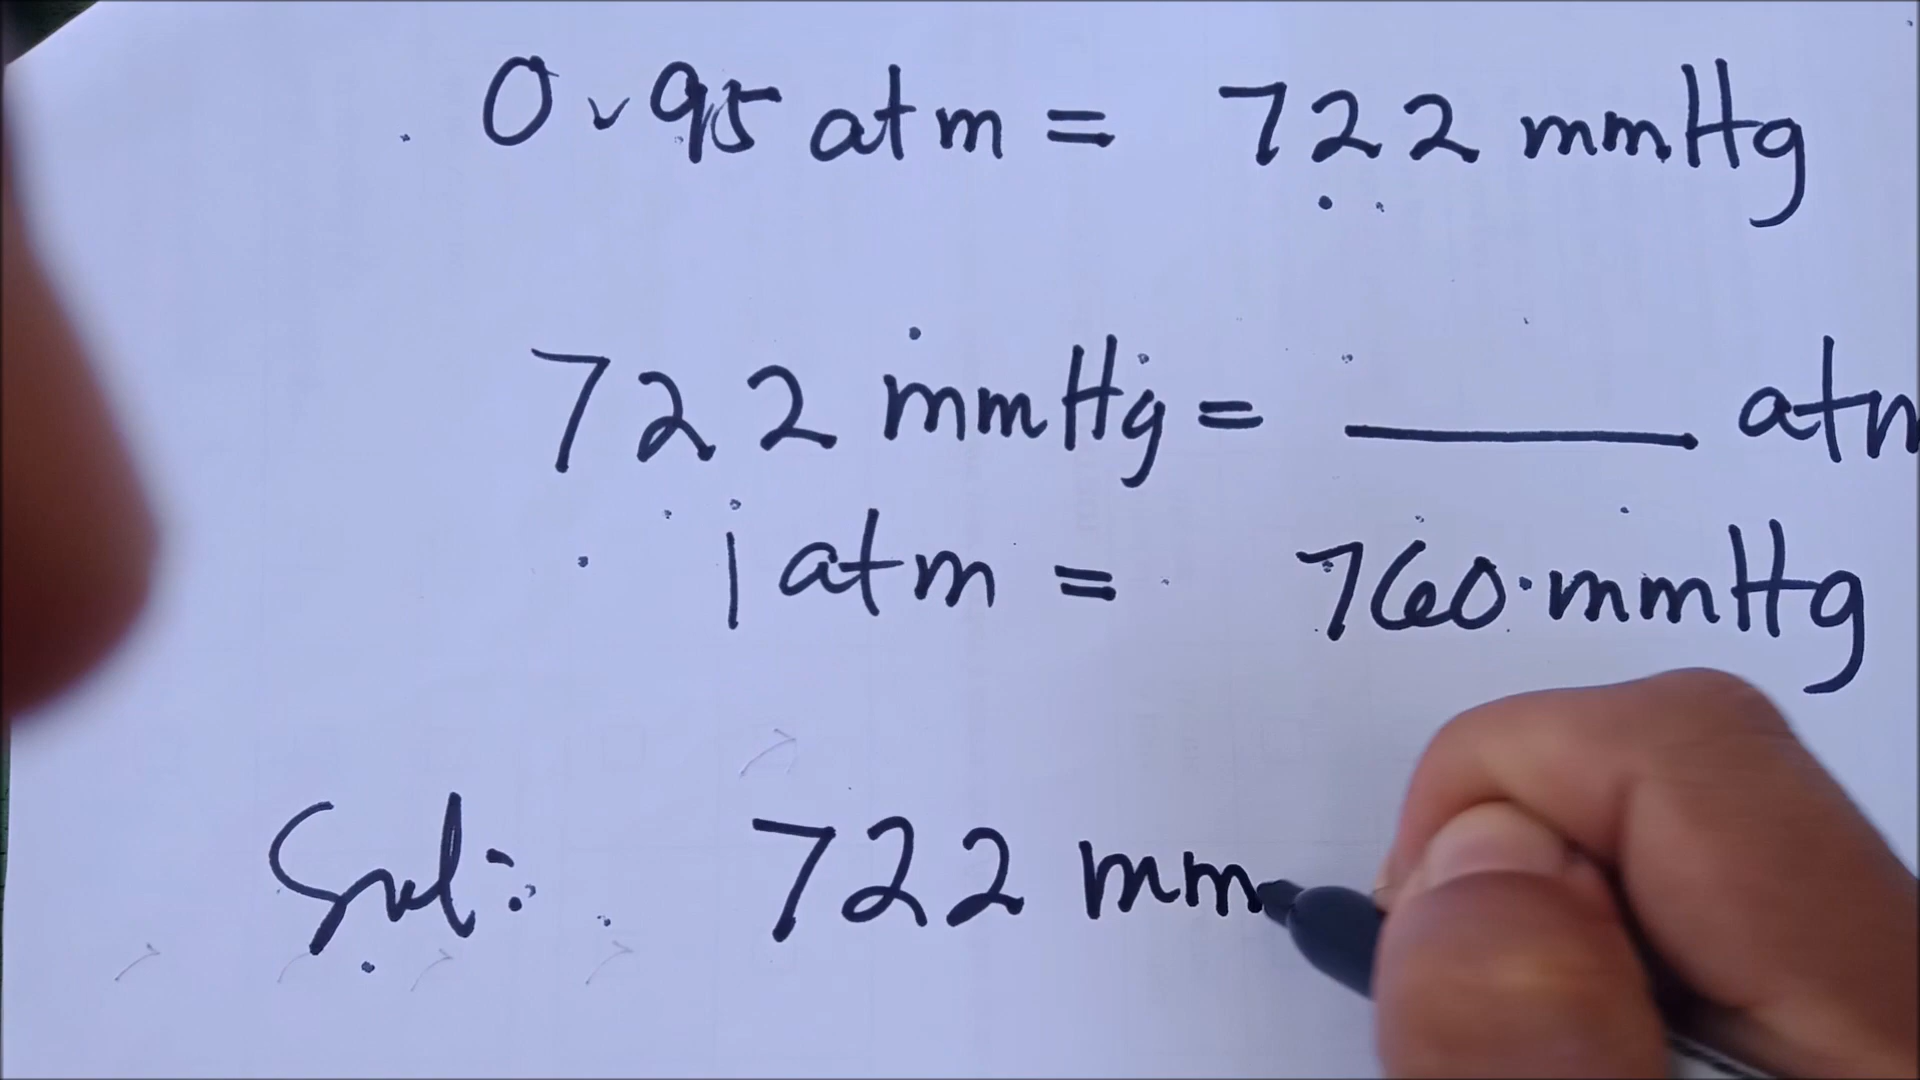 0.95 atm = 722 mmHg
722 mmHg = ______ atm
1 atm = 760 mmHg
Sol: 722 mm